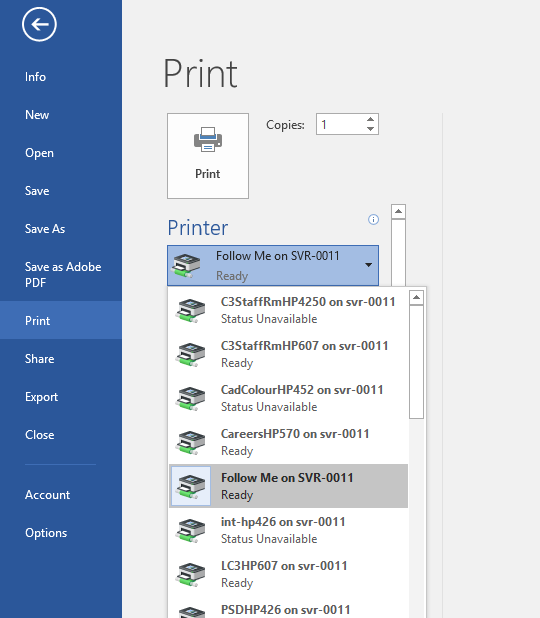 Info
New
Open
Save
Save As
Save as Adobe
PDF
Print
Share
Export
Close
Account
Options
Print
Copies: 1
Print
Printer
Follow Me on SVR-0011
Ready
C3StaffRmHP4250 on svr-0011
Status Unavailable
C3StaffRmHP607 on svr-0011
Ready
CadColourHP452 on svr-0011
Status Unavailable
CareersHP570 on svr-0011
Ready
Follow Me on SVR-0011
Ready
int-hp426 on svr-0011
Status Unavailable
LC3HP607 on svr-0011
Ready
PSDHP426 on svr-0011